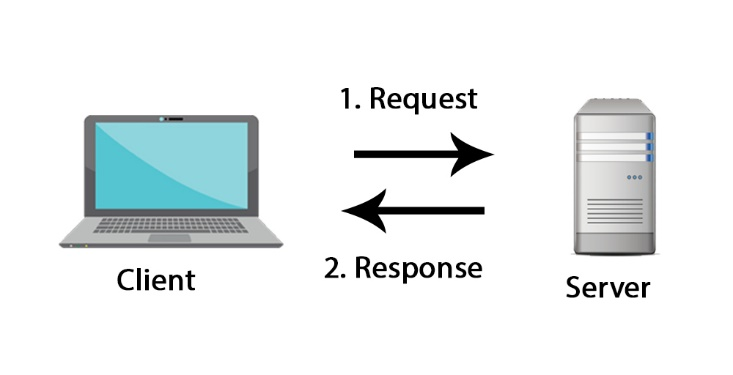 1. Request
2. Response
Client
Server